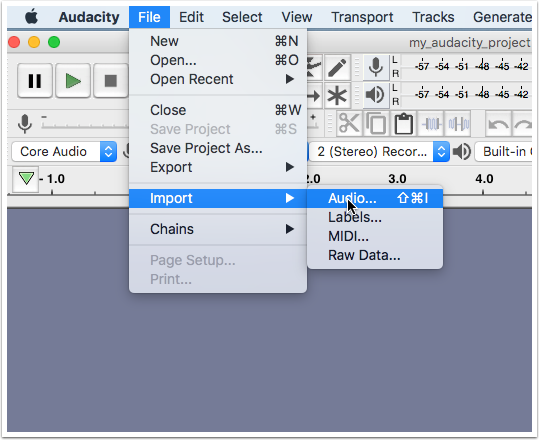 Audacity File Edit Select View Transport Tracks Generate
my_audacity_project
New ⌘N
Open... ⌘O
Open Recent
Close ⌘W
Save Project ⌘S
Save Project As...
Export
Import
Chains
Page Setup...
Print...
Audio... ⇧⌘I
Labels...
MIDI...
Raw Data...
L
R
-57 -54 -51 -48 -45 -42
L
R
-57 -54 -51 -48 -45 -42
Core Audio
2 (Stereo) Recor...
Built-in
- 1.0
2.0 3.0 4.0